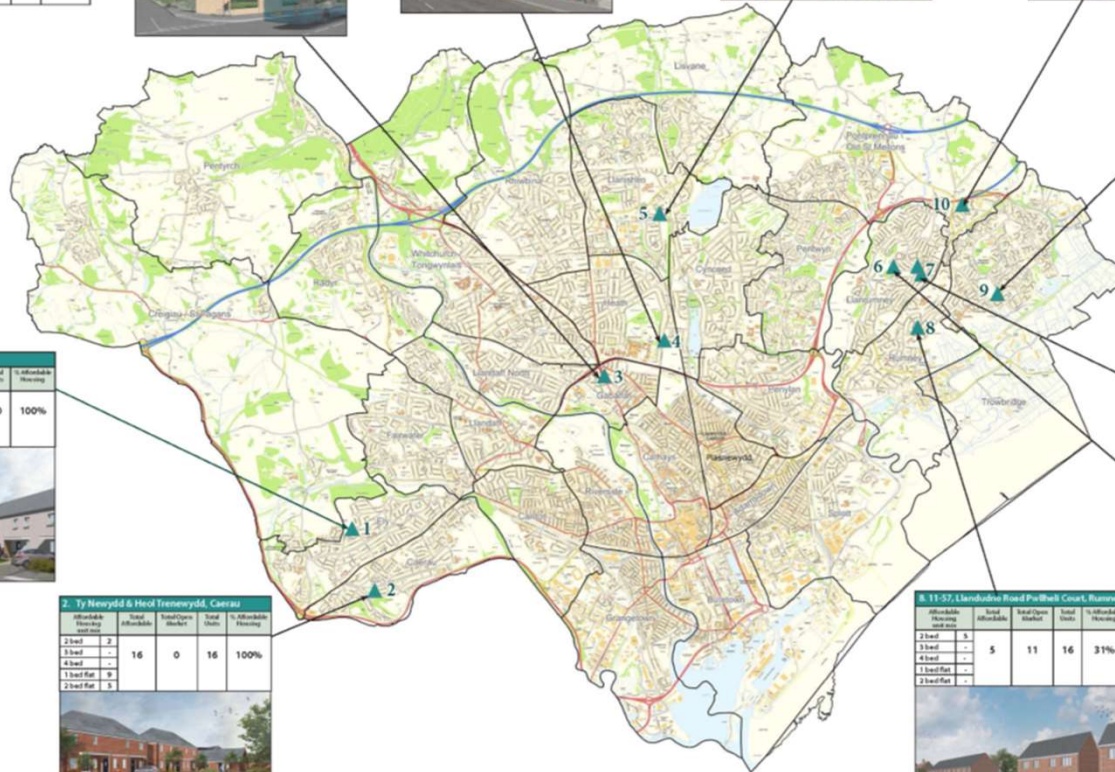 % Affordable
Housing
100%
Lisvane
Pontprennau /
Old St Mellons
Pentyrch
Rhiwbina
Llanishen
5
10
Whitchurch /
Tongwynlais
Pentwyn
Radyr
Cyncoed
6
7
9
Creigiau / St Fagans
Heath
Llanrumney
8
4
Rumney
Llandaff North
3
Gabalfa
Penylan
Trowbridge
Fairwater
Llandaff
Cathays
Plasnewydd
Riverside
Splott
1
Ely
Caerau
2
Grangetown
2. Ty Newydd & Heol Trenewydd, Caerau
Affordable Housing unit mix
Total Affordable
Total Open Market
Total Units
% Affordable Housing
2 bed 2
3 bed -
4 bed -
1 bed flat 9
2 bed flat 5
16 0 16 100%
8. 11-57, Llandudno Road Pwllheli Court, Rumn
Affordable Housing unit mix
Total Affordable
Total Open Market
Total Units
% Affordable
Housing
2 bed 5
3 bed -
4 bed -
1 bed flat -
2 bed flat -
5 11 16 31%